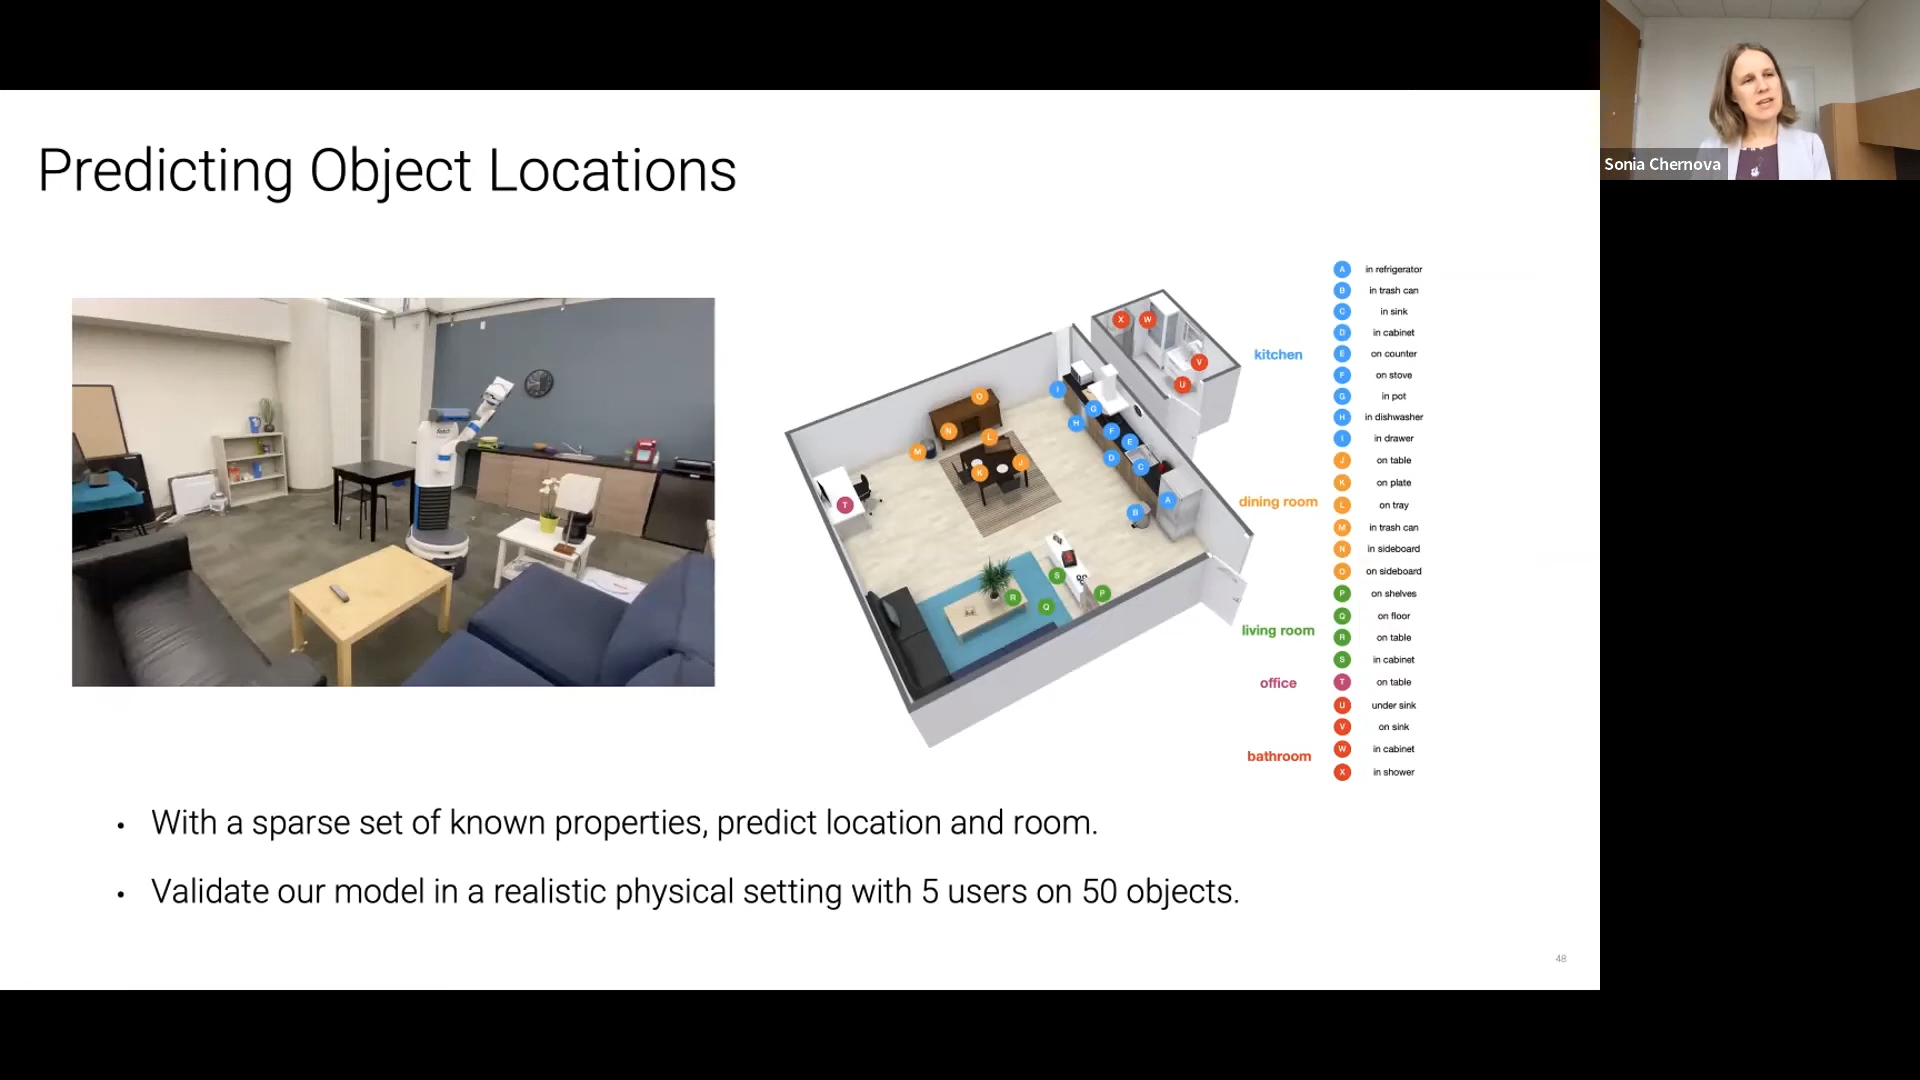 Sonia Chernova
Predicting Object Locations
fetch
kitchen
A in refrigerator
B in trash can
C in sink
D in cabinet
E on counter
F on stove
G in pot
H in dishwasher
I in drawer
dining room
J on table
K on plate
L on tray
M in trash can
N in sideboard
O on sideboard
living room
P on shelves
Q on floor
R on table
S in cabinet
office
T on table
bathroom
U under sink
V on sink
W in cabinet
X in shower
X W
V
U
I
G
H
F
E
D
C
A
B
O
N
L
M
K
J
T
S
R
Q
P
• With a sparse set of known properties, predict location and room.
• Validate our model in a realistic physical setting with 5 users on 50 objects.
48